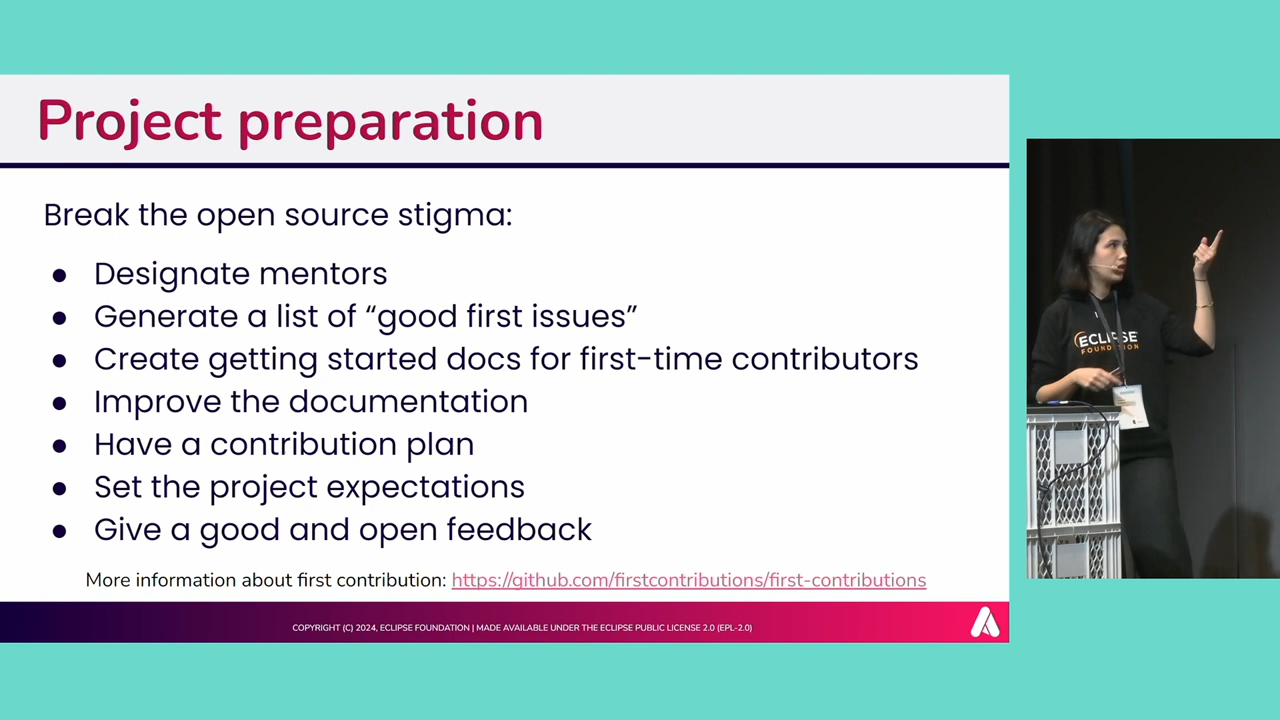 Project preparation
Break the open source stigma:
● Designate mentors
● Generate a list of “good first issues”
● Create getting started docs for first-time contributors
● Improve the documentation
● Have a contribution plan
● Set the project expectations
● Give a good and open feedback
More information about first contribution: https://github.com/firstcontributions/first-contributions
COPYRIGHT (C) 2024, ECLIPSE FOUNDATION | MADE AVAILABLE UNDER THE ECLIPSE PUBLIC LICENSE 2.0 (EPL-2.0)
ECLIPSE
FOUNDATION